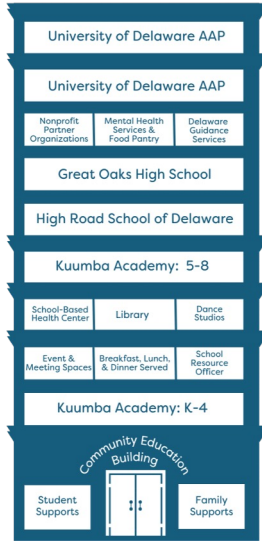 University of Delaware AAP
University of Delaware AAP
Nonprofit
Partner
Organizations
Mental Health
Services &
Food Pantry
Delaware
Guidance
Services
Great Oaks High School
High Road School of Delaware
Kuumba Academy: 5-8
School-Based
Health Center
Library
Dance
Studios
Event &
Meeting Spaces
Breakfast, Lunch,
& Dinner Served
School
Resource
Officer
Kuumba Academy: K-4
Community Education
Building
Student
Supports
Family
Supports